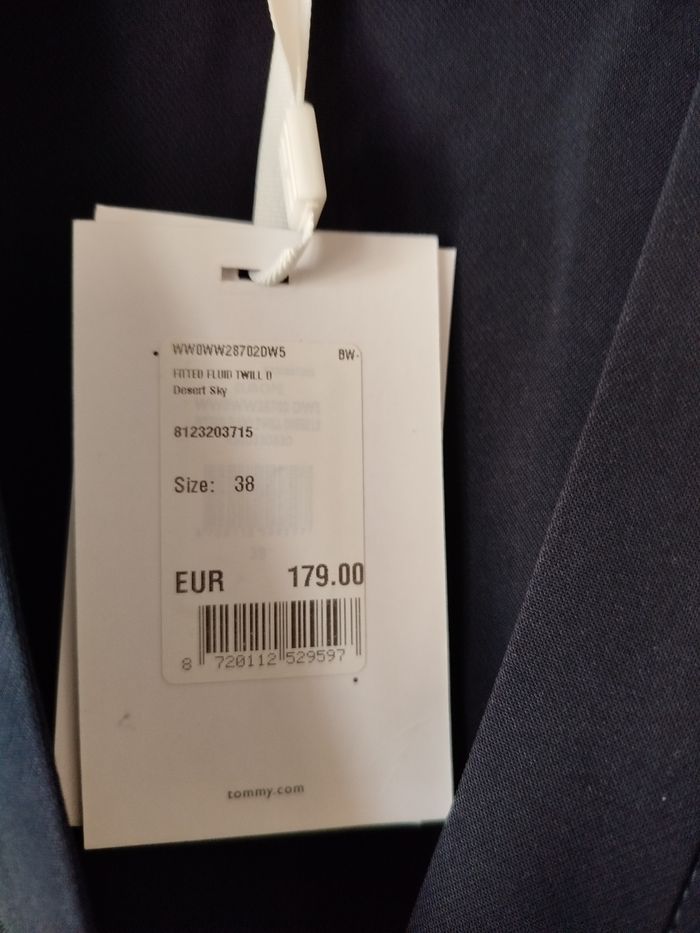 WW0WW28702DW5 BW-
FITTED FLUID TWILL D
Desert Sky
8123203715
Size: 38
EUR 179.00
8 720112 529597
tommy.com